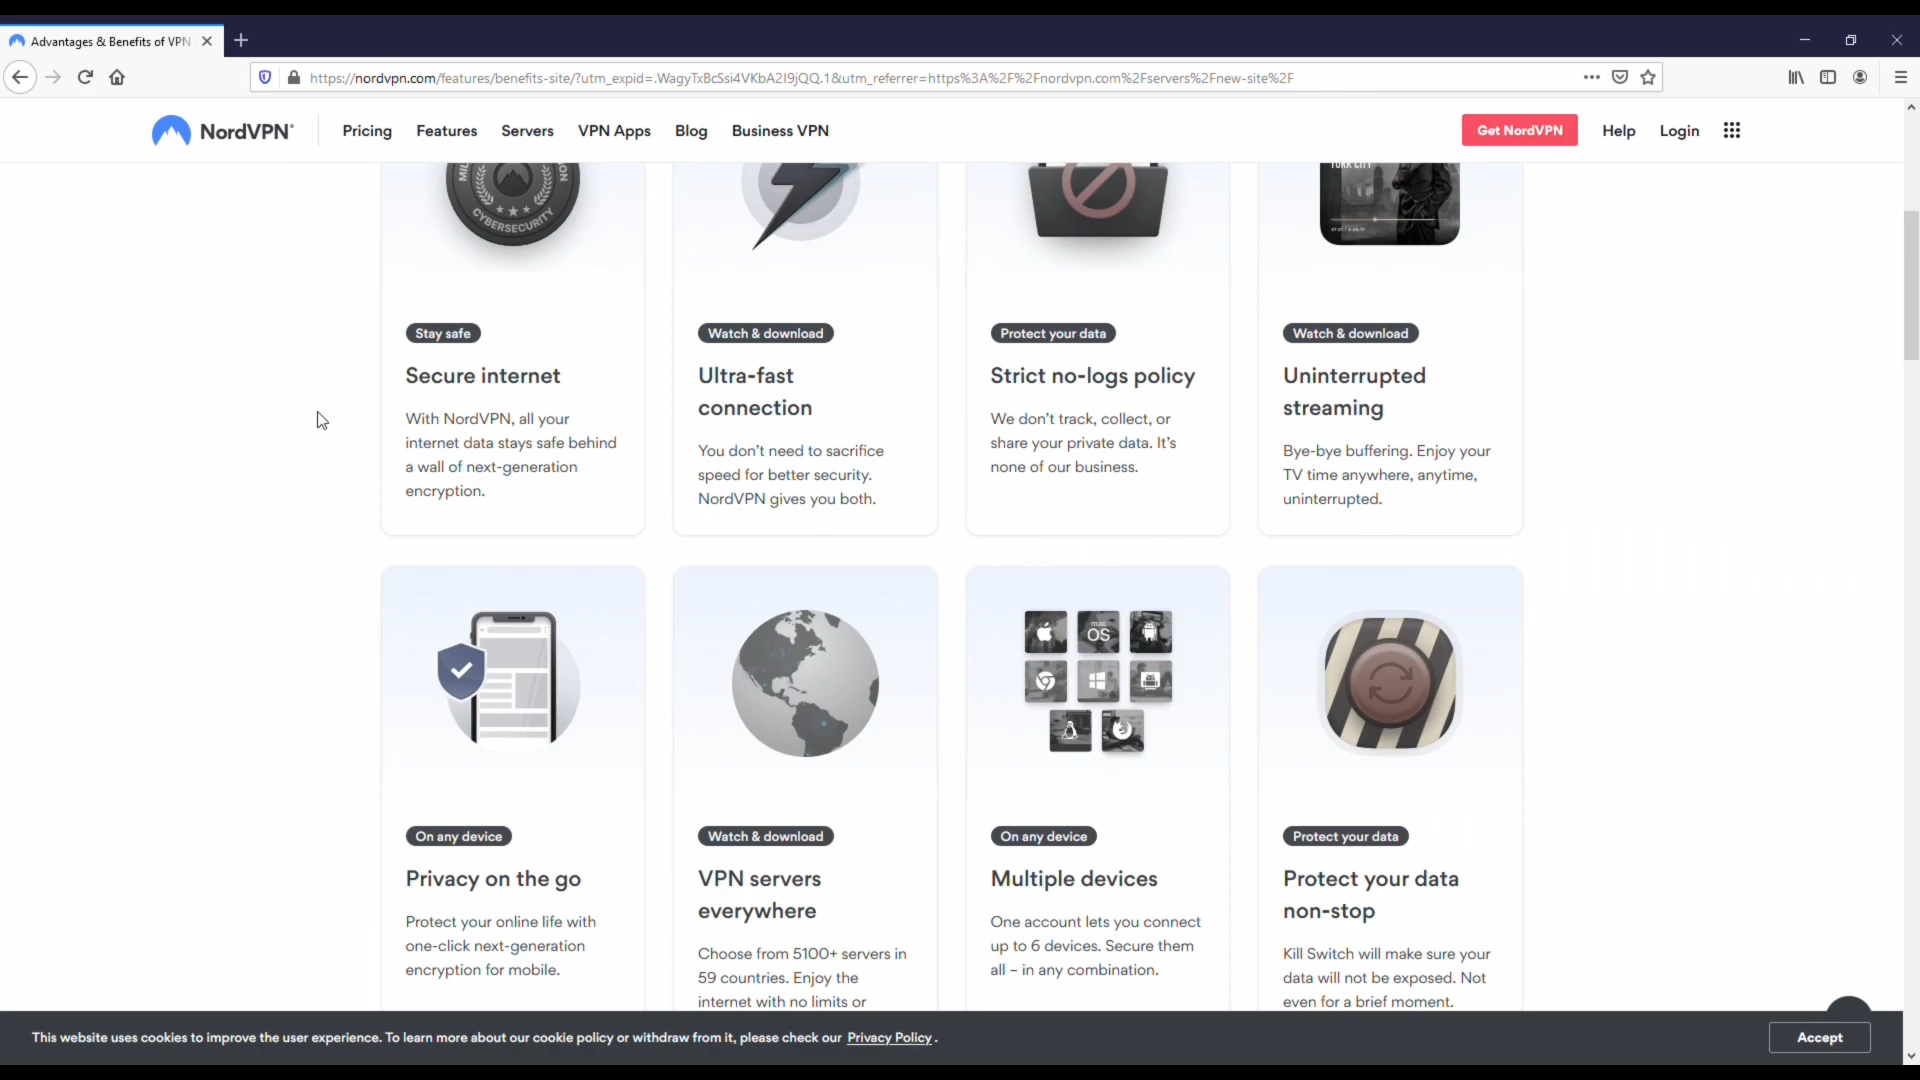 Advantages & Benefits of VPN
https://nordvpn.com/features/benefits-site/?utm_expid=.WagyTxBcSsi4VKbA2I9jQQ.1&utm_referrer=https%3A%2F%2Fnordvpn.com%2Fservers%2Fnew-site%2F
NordVPN®
Pricing
Features
Servers
VPN Apps
Blog
Business VPN
Get NordVPN
Help
Login
CYBERSECURITY
YORK CITY
Stay safe
Secure internet
With NordVPN, all your
internet data stays safe behind
a wall of next-generation
encryption.
Watch & download
Ultra-fast
connection
You don't need to sacrifice
speed for better security.
NordVPN gives you both.
Protect your data
Strict no-logs policy
We don't track, collect, or
share your private data. It's
none of our business.
Watch & download
Uninterrupted
streaming
Bye-bye buffering. Enjoy your
TV time anywhere, anytime,
uninterrupted.
mac
OS
On any device
Privacy on the go
Protect your online life with
one-click next-generation
encryption for mobile.
Watch & download
VPN servers
everywhere
Choose from 5100+ servers in
59 countries. Enjoy the
internet with no limits or
On any device
Multiple devices
One account lets you connect
up to 6 devices. Secure them
all – in any combination.
Protect your data
Protect your data
non-stop
Kill Switch will make sure your
data will not be exposed. Not
even for a brief moment.
This website uses cookies to improve the user experience. To learn more about our cookie policy or withdraw from it, please check our Privacy Policy .
Accept